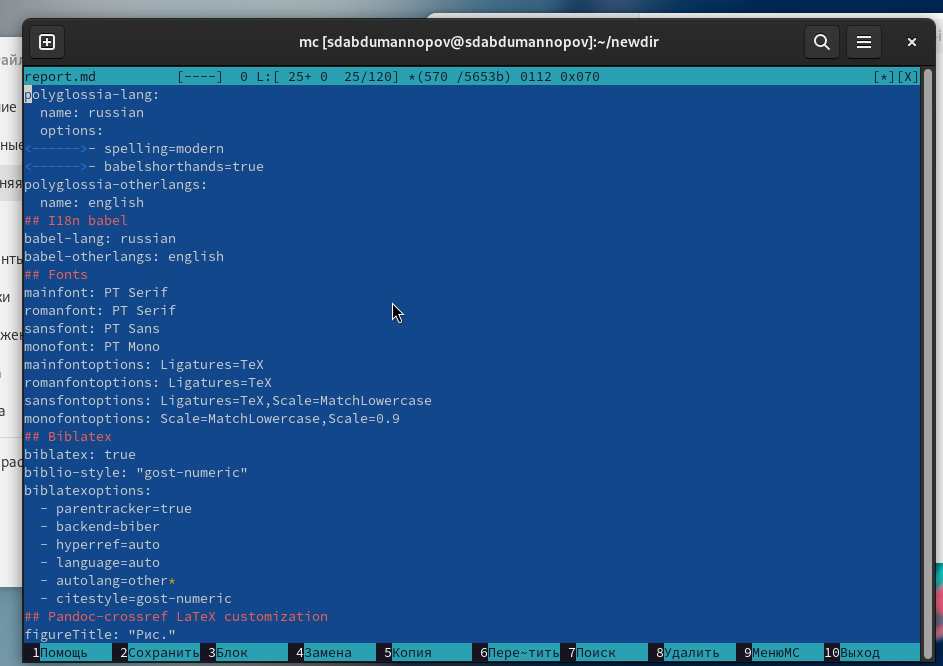 mc [sdabdumannopov@sdabdumannopov]:~/newdir
report.md [----] 0 L:[ 25+ 0 25/120] *(570 /5653b) 0112 0x070 [*][X]
polyglossia-lang:
name: russian
options:
<------>- spelling=modern
<------>- babelshorthands=true
polyglossia-otherlangs:
name: english
## I18n babel
babel-lang: russian
babel-otherlangs: english
## Fonts
mainfont: PT Serif
romanfont: PT Serif
sansfont: PT Sans
monofont: PT Mono
mainfontoptions: Ligatures=TeX
romanfontoptions: Ligatures=TeX
sansfontoptions: Ligatures=TeX,Scale=MatchLowercase
monofontoptions: Scale=MatchLowercase,Scale=0.9
## Biblatex
biblatex: true
biblio-style: "gost-numeric"
biblatexoptions:
- parentracker=true
- backend=biber
- hyperref=auto
- language=auto
- autolang=other*
- citestyle=gost-numeric
## Pandoc-crossref LaTeX customization
figureTitle: "Рис."
1Помощь 2Сохранить 3Блок 4Замена 5Копия 6Пере~тить 7Поиск 8Удалить 9МенюMC 10Выход